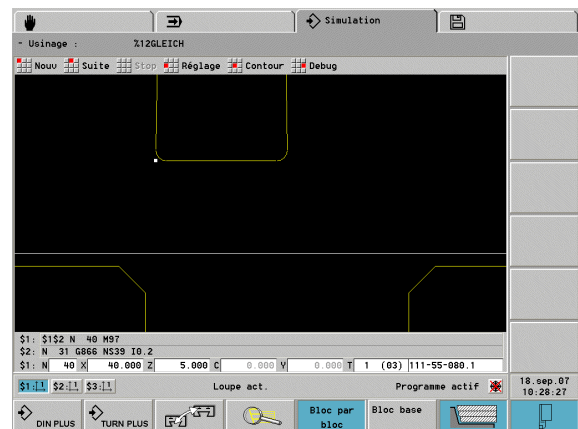 Simulation
- Usinage : %12GLEICH
Nouv Suite Stop Réglage Contour Debug
$1: $1$2 N 40 M97
$2: N 31 G866 NS39 I0.2
$1: N 40 X 40.000 Z 5.000 C 0.000 Y 0.000 T 1 (03) 111-55-080.1
$1: $2: $3: Loupe act. Programme actif
18.sep.07
10:28:27
DIN PLUS TURN PLUS Bloc par bloc Bloc base